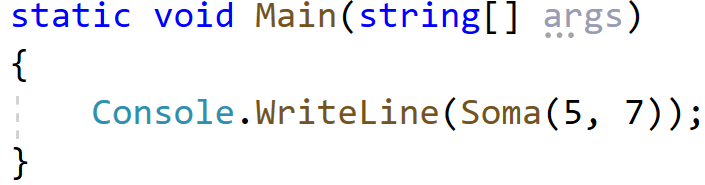 static void Main(string[] args)
{
    Console.WriteLine(Soma(5, 7));
}